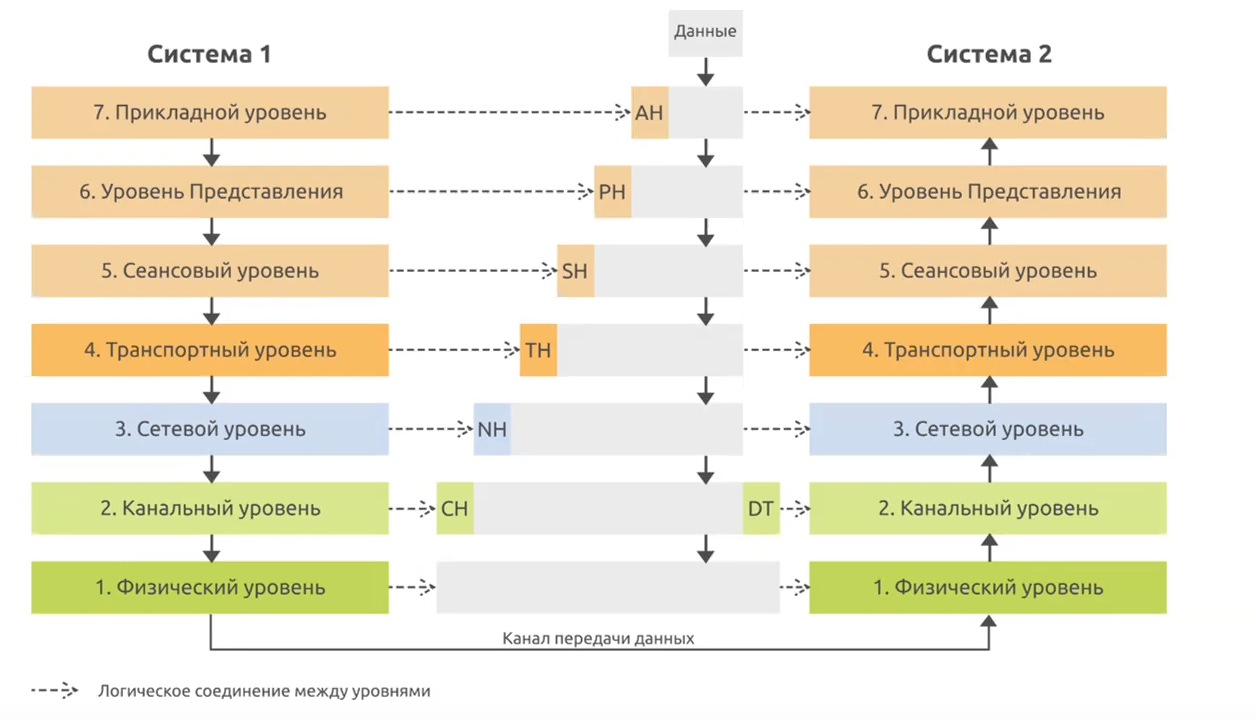 Данные
Система 1
Система 2
7. Прикладной уровень
AH
7. Прикладной уровень
6. Уровень Представления
PH
6. Уровень Представления
5. Сеансовый уровень
SH
5. Сеансовый уровень
4. Транспортный уровень
TH
4. Транспортный уровень
3. Сетевой уровень
NH
3. Сетевой уровень
2. Канальный уровень
CH
DT
2. Канальный уровень
1. Физический уровень
1. Физический уровень
Канал передачи данных
Логическое соединение между уровнями